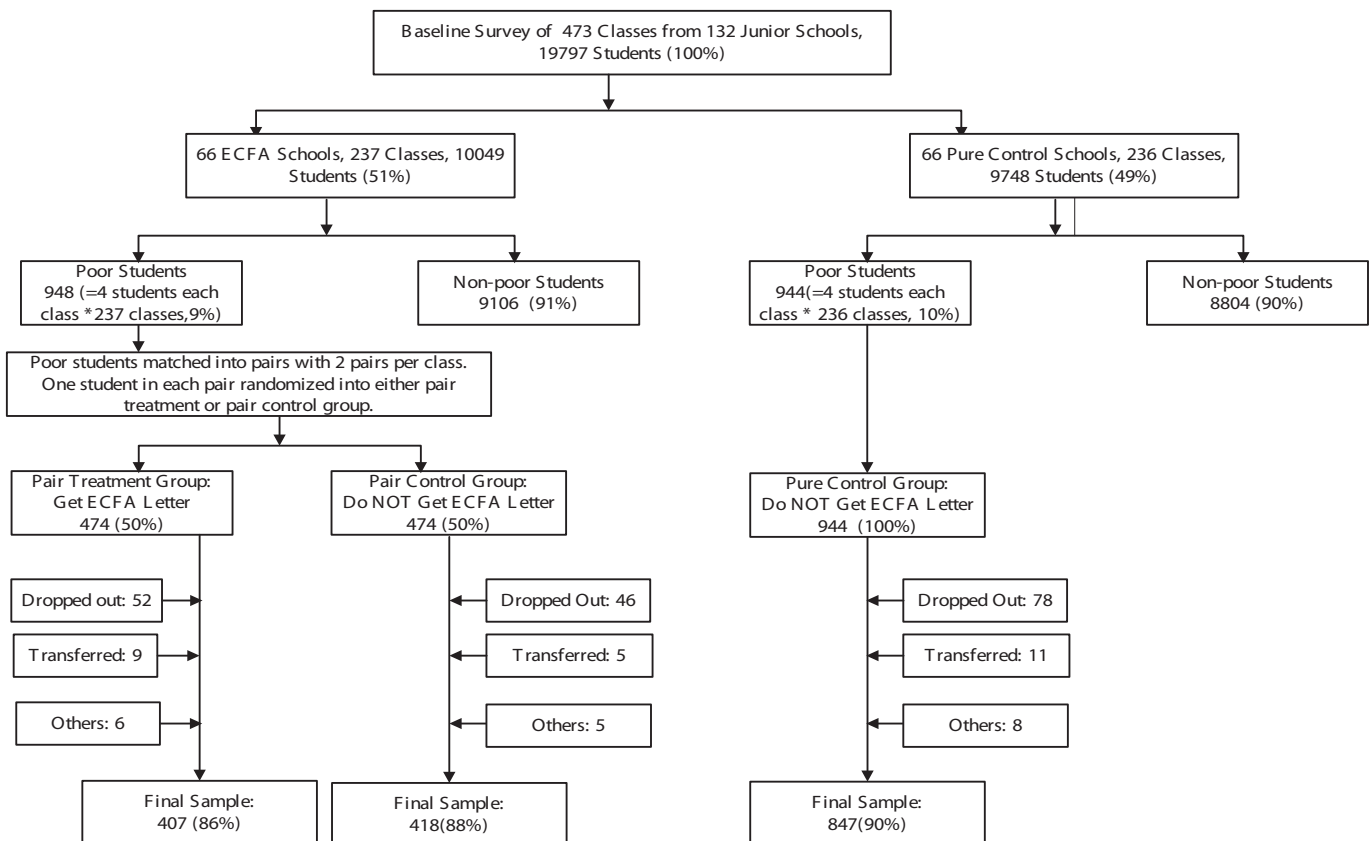 Baseline Survey of 473 Classes from 132 Junior Schools,
19797 Students (100%)
66 ECFA Schools, 237 Classes, 10049
Students (51%)
66 Pure Control Schools, 236 Classes,
9748 Students (49%)
Poor Students
948 (=4 students each
class *237 classes,9%)
Non-poor Students
9106 (91%)
Poor Students
944(=4 students each
class * 236 classes, 10%)
Non-poor Students
8804 (90%)
Poor students matched into pairs with 2 pairs per class.
One student in each pair randomized into either pair
treatment or pair control group.
Pair Treatment Group:
Get ECFA Letter
474 (50%)
Pair Control Group:
Do NOT Get ECFA Letter
474 (50%)
Pure Control Group:
Do NOT Get ECFA Letter
944 (100%)
Dropped out: 52
Dropped Out: 46
Dropped Out: 78
Transferred: 9
Transferred: 5
Transferred: 11
Others: 6
Others: 5
Others: 8
Final Sample:
407 (86%)
Final Sample:
418(88%)
Final Sample:
847(90%)